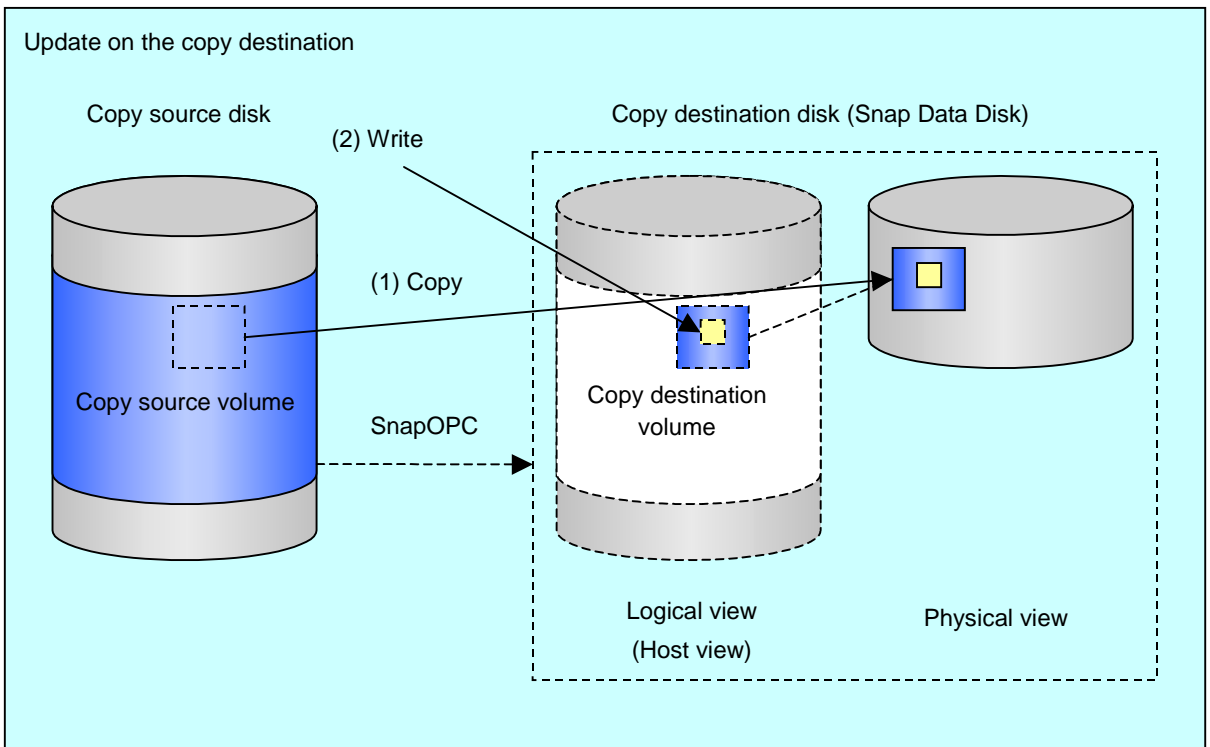 Update on the copy destination
Copy source disk
Copy destination disk (Snap Data Disk)
(2) Write
(1) Copy
Copy source volume
Copy destination
volume
SnapOPC
Logical view
(Host view)
Physical view